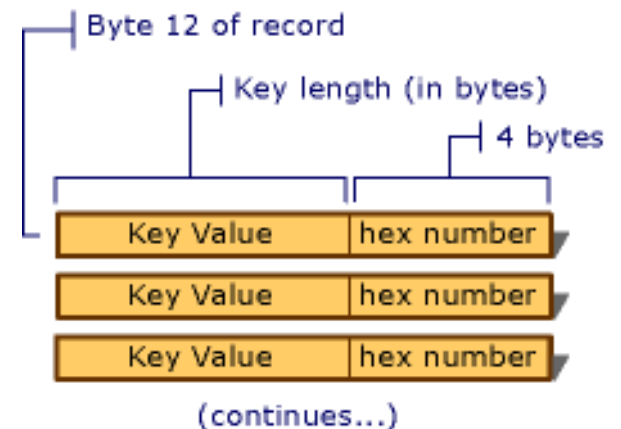 Byte 12 of record
Key length (in bytes)
4 bytes
Key Value hex number
Key Value hex number
Key Value hex number
(continues...)